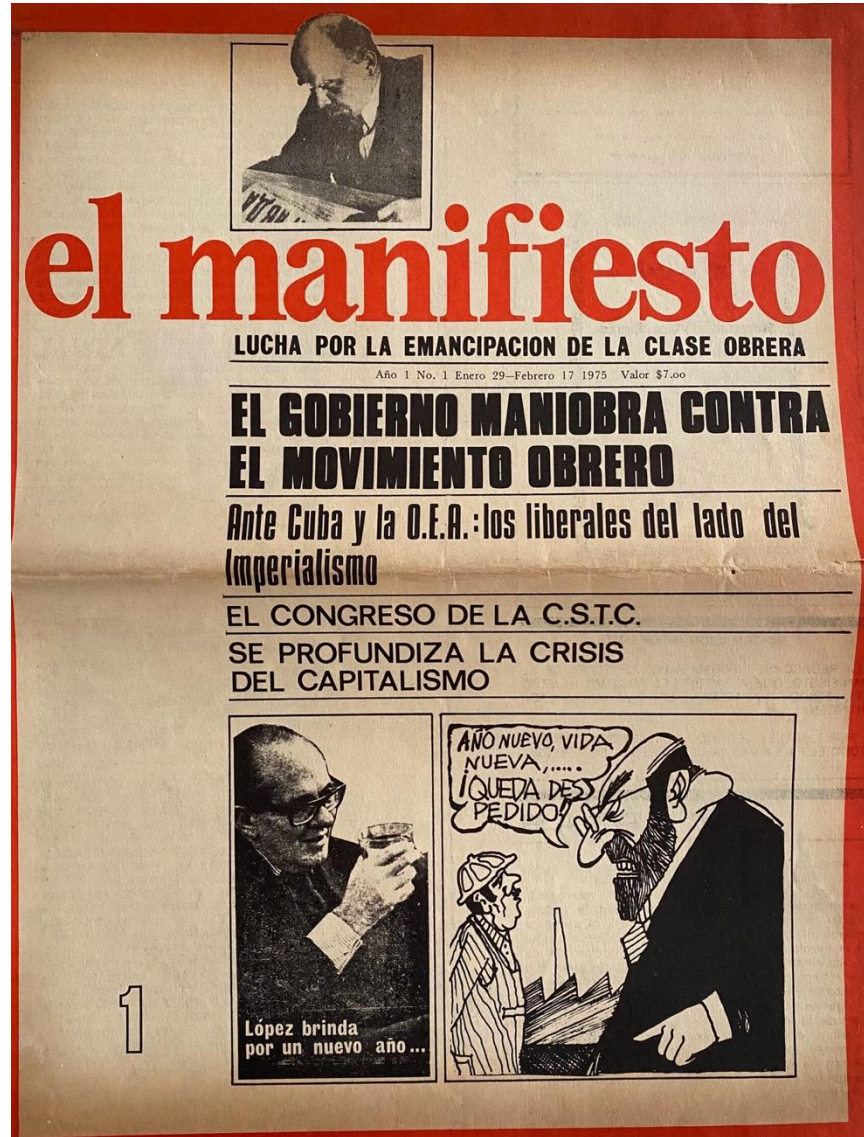 ПРАВДА
el manifiesto
LUCHA POR LA EMANCIPACION DE LA CLASE OBRERA
Año 1 No. 1 Enero 29–Febrero 17 1975 Valor $7.oo
EL GOBIERNO MANIOBRA CONTRA
EL MOVIMIENTO OBRERO
Ante Cuba y la O.E.A.: los liberales del lado del
Imperialismo
EL CONGRESO DE LA C.S.T.C.
SE PROFUNDIZA LA CRISIS
DEL CAPITALISMO
AÑO NUEVO, VIDA
NUEVA,.....
¡QUEDA DES
PEDIDO!
López brinda
por un nuevo año...
1